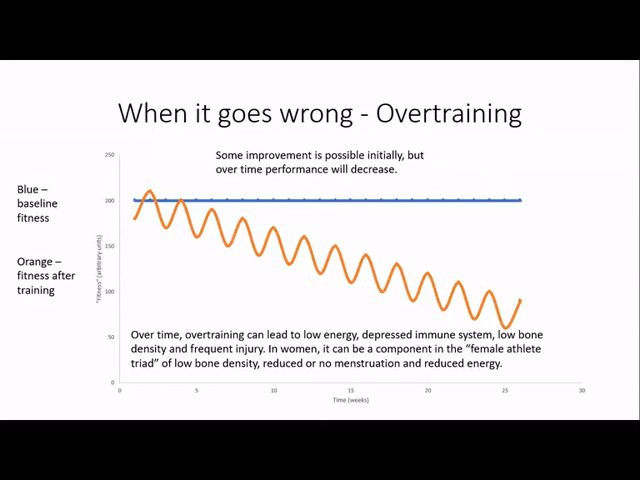 When it goes wrong - Overtraining
Some improvement is possible initially, but
over time performance will decrease.
Blue –
baseline
fitness
Orange –
fitness after
training
"Fitness" (arbitrary units)
250
200
150
100
50
0
Over time, overtraining can lead to low energy, depressed immune system, low bone
density and frequent injury. In women, it can be a component in the “female athlete
triad” of low bone density, reduced or no menstruation and reduced energy.
0 5 10 15 20 25 30
Time (weeks)